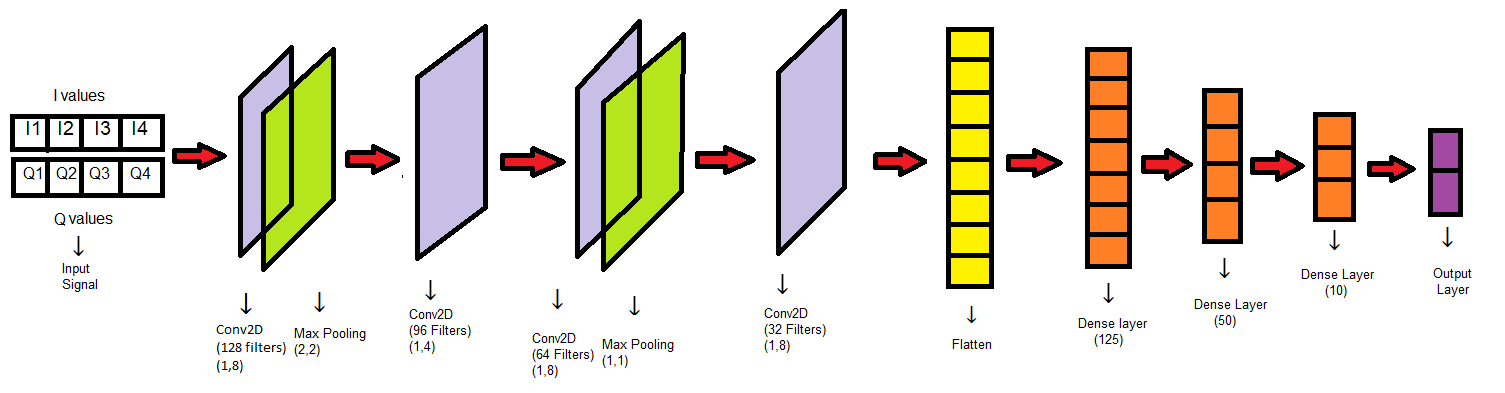 I values
I1 I2 I3 I4
Q1 Q2 Q3 Q4
Q values
Input
Signal
Conv2D
(128 filters)
(1,8)
Max Pooling
(2,2)
Conv2D
(96 Filters)
(1,4)
Conv2D
(64 Filters)
(1,8)
Max Pooling
(1,1)
Conv2D
(32 Filters)
(1,8)
Flatten
Dense layer
(125)
Dense Layer
(50)
Dense Layer
(10)
Output
Layer